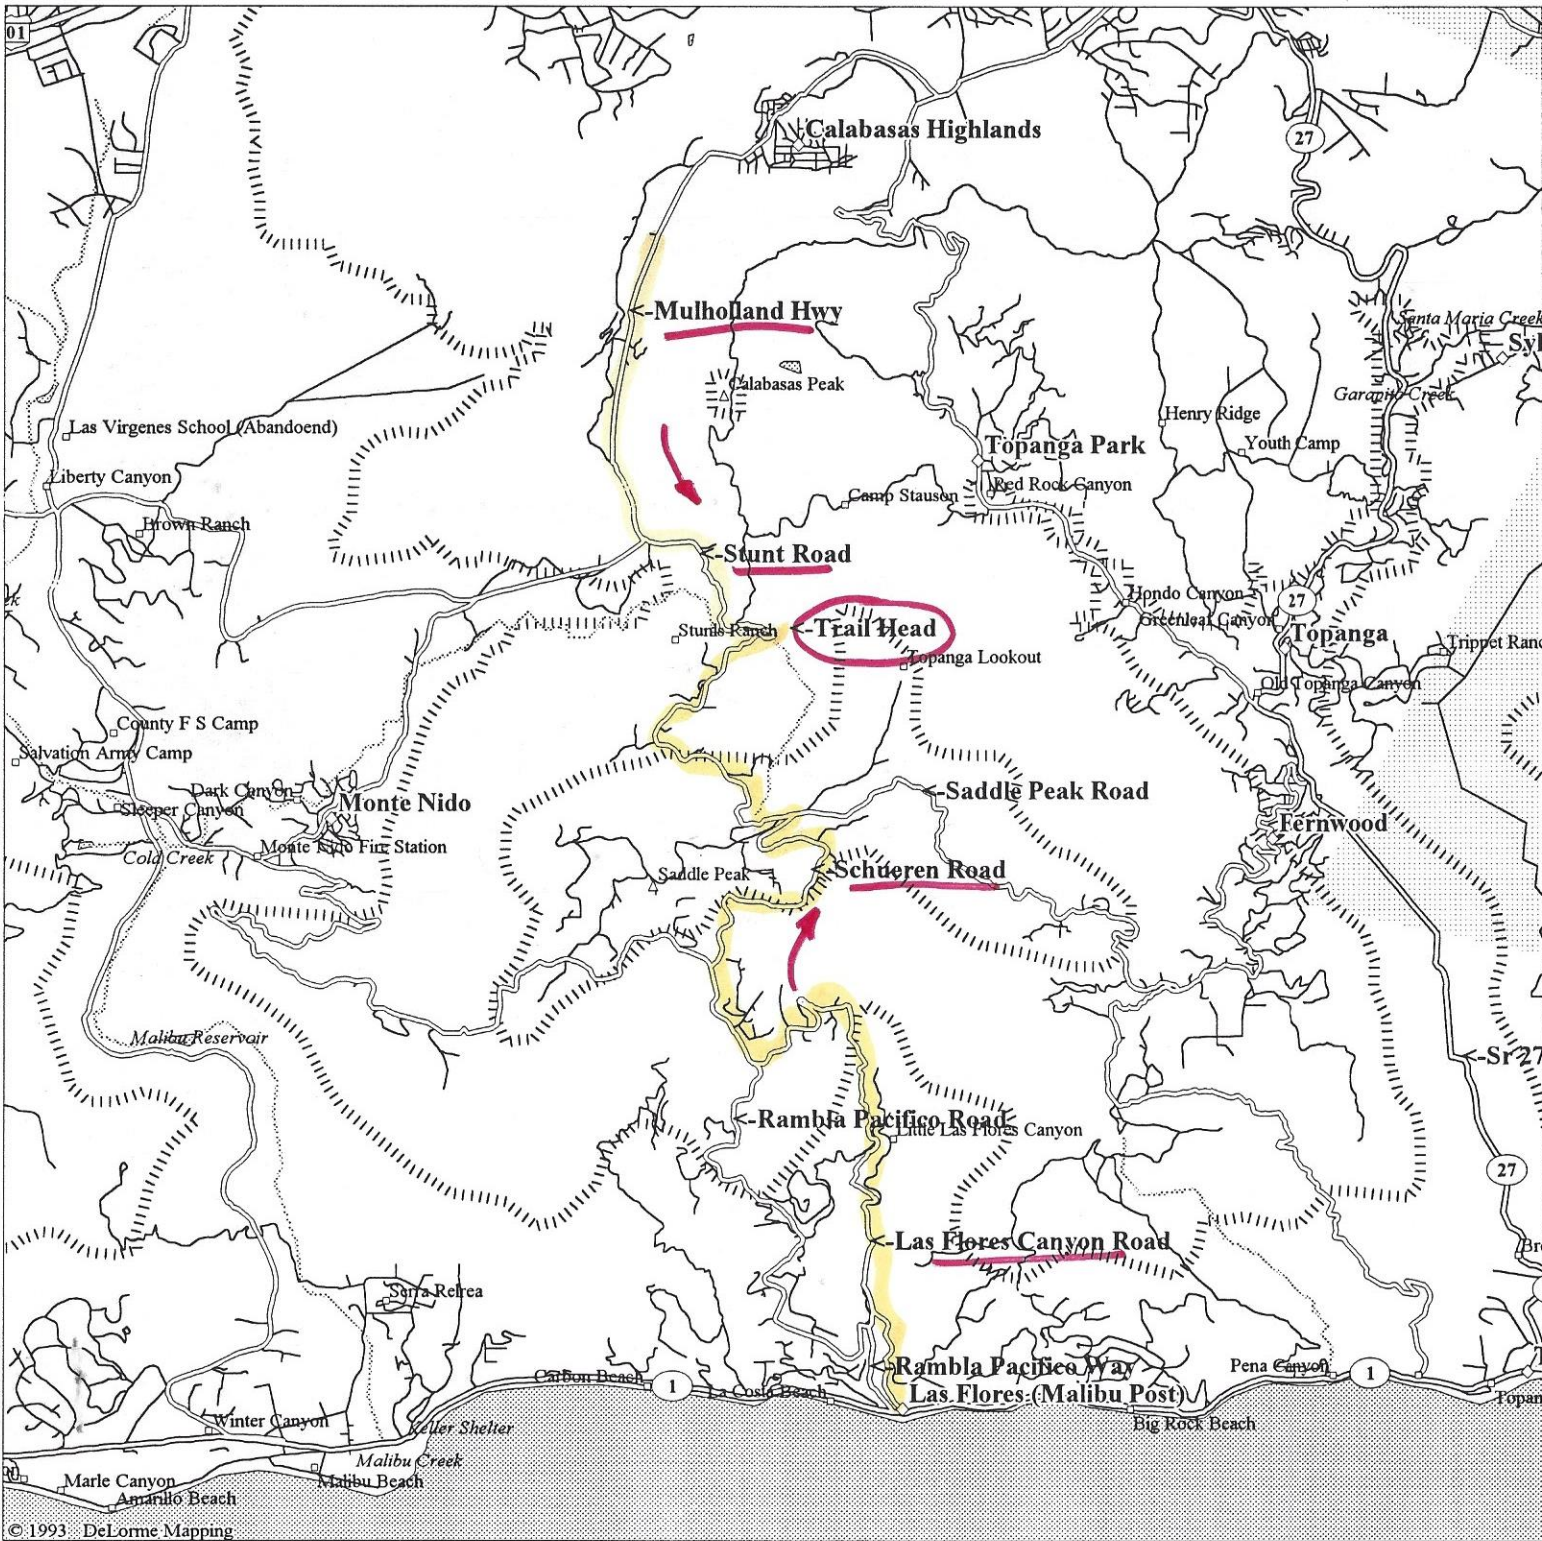 01
Calabasas Highlands
27
<-Mulholland Hwy
Santa Maria Creek
Calabasas Peak
Garapito Creek
Henry Ridge
Las Virgenes School (Abandoend)
Youth Camp
Topanga Park
Liberty Canyon
Red Rock Canyon
Camp Stauson
Brown Ranch
<-Stunt Road
Hondo Canyon
27
Greenleaf Canyon
<-Trail Head
Stunts Ranch
Topanga
Trippet Ranc
Topanga Lookout
Old Topanga Canyon
County F S Camp
Salvation Army Camp
Dark Canyon
<-Saddle Peak Road
Monte Nido
Sleeper Canyon
Fernwood
Monte Nido Fire Station
Cold Creek
<-Schueren Road
Saddle Peak
Malibu Reservoir
<-Sr 27
<-Rambla Pacifico Road
Little Las Flores Canyon
27
<-Las Flores Canyon Road
Serra Retrea
<-Rambla Pacifico Way
Pena Canyon
1
Carbon Beach
1
La Costa Beach
Las Flores (Malibu Post)
Topan
Winter Canyon
Keller Shelter
Big Rock Beach
Malibu Creek
Marle Canyon
Malibu Beach
Amarillo Beach
© 1993 DeLorme Mapping